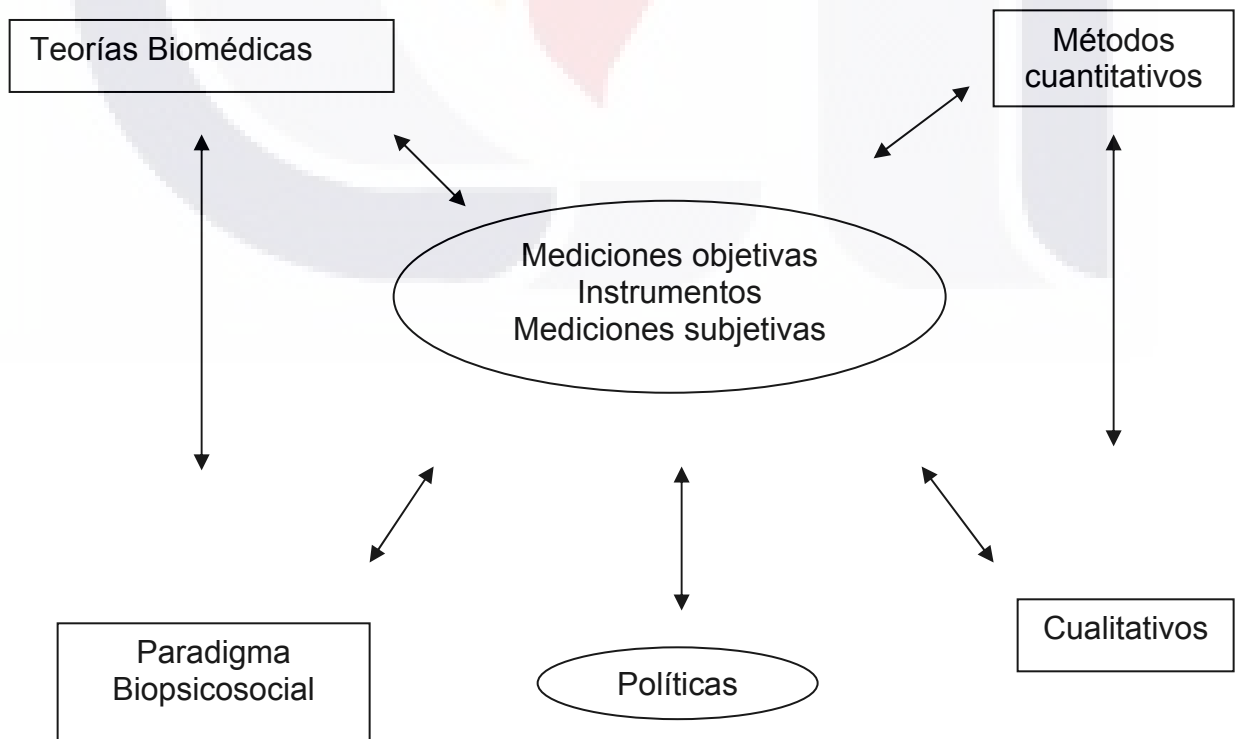 Teorías Biomédicas
Métodos
cuantitativos
Mediciones objetivas
Instrumentos
Mediciones subjetivas
Paradigma
Biopsicosocial
Políticas
Cualitativos